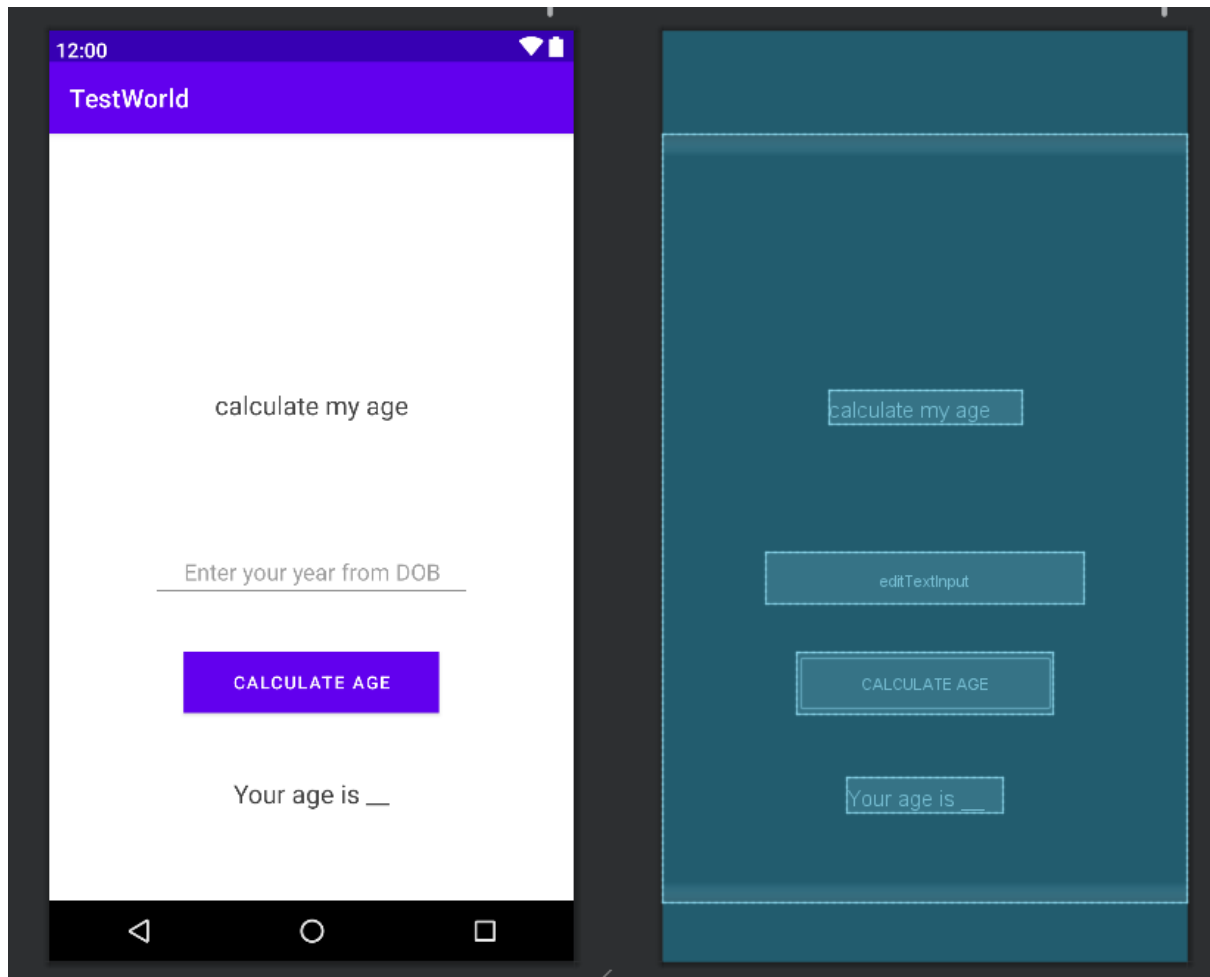 12:00
TestWorld
calculate my age
Enter your year from DOB
CALCULATE AGE
Your age is __
calculate my age
editTextInput
CALCULATE AGE
Your age is __